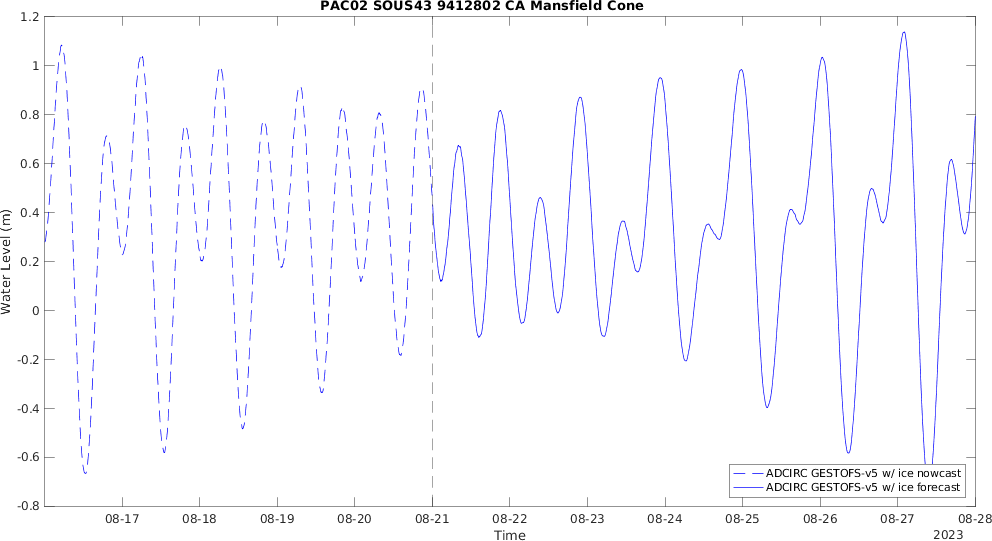 PAC02 SOUS43 9412802 CA Mansfield Cone
1.2
1
0.8
0.6
0.4
0.2
0
-0.2
-0.4
-0.6
-0.8
Water Level (m)
ADCIRC GESTOFS-v5 w/ ice nowcast
ADCIRC GESTOFS-v5 w/ ice forecast
08-17 08-18 08-19 08-20 08-21 08-22 08-23 08-24 08-25 08-26 08-27 08-28
Time
2023